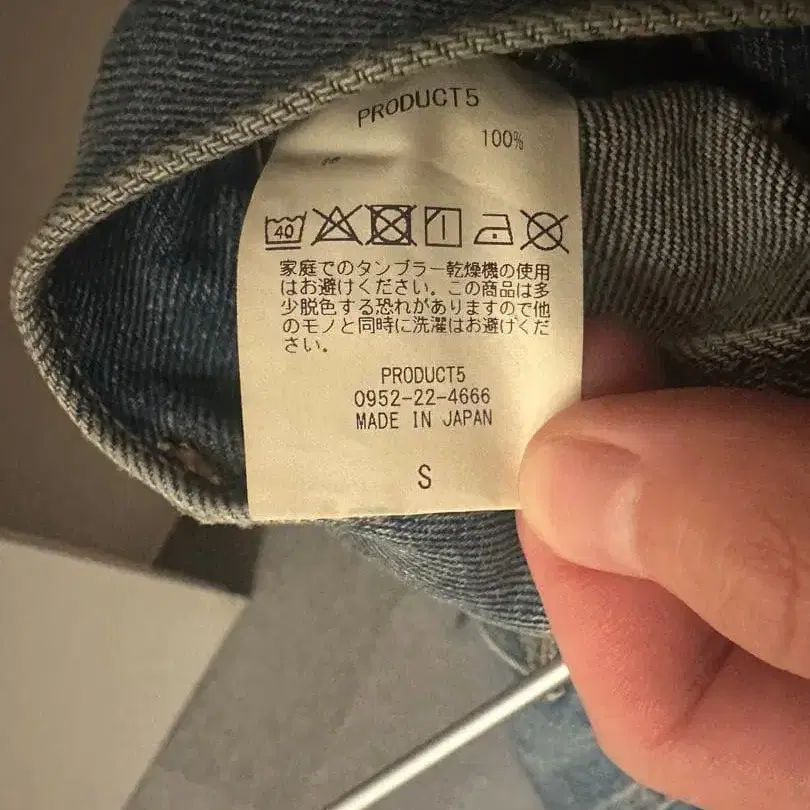 PRODUCT5
100%
40
家庭でのタンブラー乾燥機の使用
はお避けください。この商品は多
少脱色する恐れがありますので他
のモノと同時に洗濯はお避けくだ
さい。
PRODUCT5
0952-22-4666
MADE IN JAPAN
S